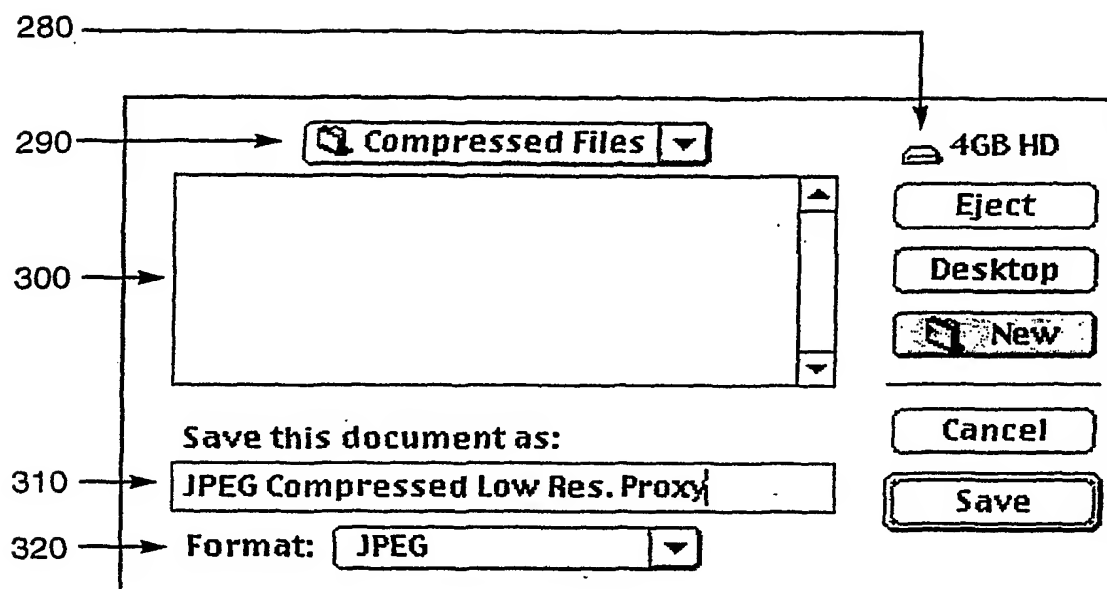 280
290 Compressed Files 4GB HD
Eject
300 Desktop
New
Save this document as: Cancel
310 JPEG Compressed Low Res. Proxy Save
320 Format: JPEG